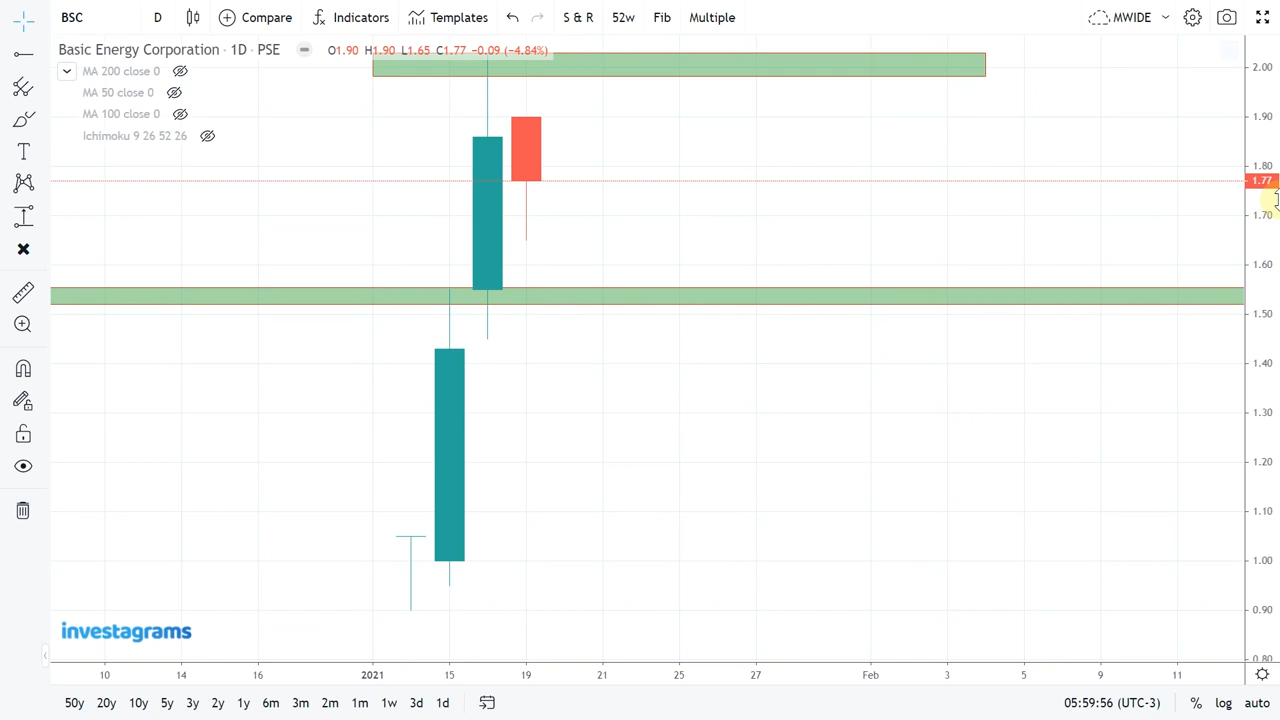 BSC D Compare Indicators Templates S & R 52w Fib Multiple MWIDE
Basic Energy Corporation · 1D · PSE O1.90 H1.90 L1.65 C1.77 −0.09 (−4.84%)
MA 200 close 0
MA 50 close 0
MA 100 close 0
Ichimoku 9 26 52 26
2.00
1.90
1.80
1.77
1.70
1.60
1.50
1.40
1.30
1.20
1.10
1.00
0.90
0.80
investagrams
10 14 16 2021 15 19 21 25 27 Feb 3 5 9 11
50y 20y 10y 5y 3y 2y 1y 6m 3m 2m 1m 1w 3d 1d 05:59:56 (UTC-3) % log auto